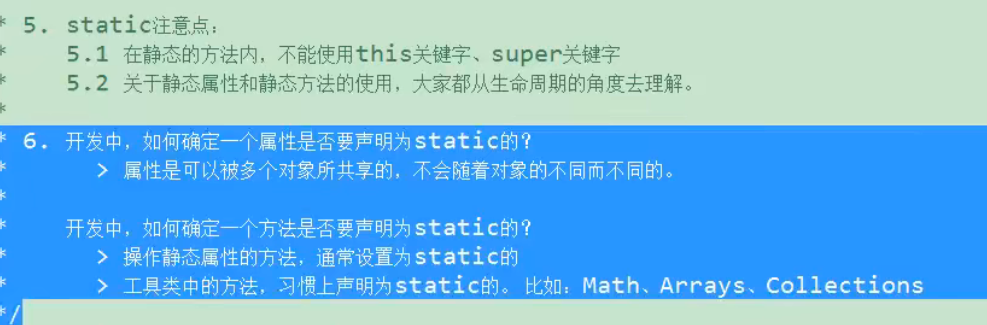 * 5. static注意点：
* 5.1 在静态的方法内，不能使用this关键字、super关键字
* 5.2 关于静态属性和静态方法的使用，大家都从生命周期的角度去理解。
*
* 6. 开发中，如何确定一个属性是否要声明为static的？
* > 属性是可以被多个对象所共享的，不会随着对象的不同而不同的。
*
* 开发中，如何确定一个方法是否要声明为static的？
* > 操作静态属性的方法，通常设置为static的
* > 工具类中的方法，习惯上声明为static的。 比如：Math、Arrays、Collections
*/